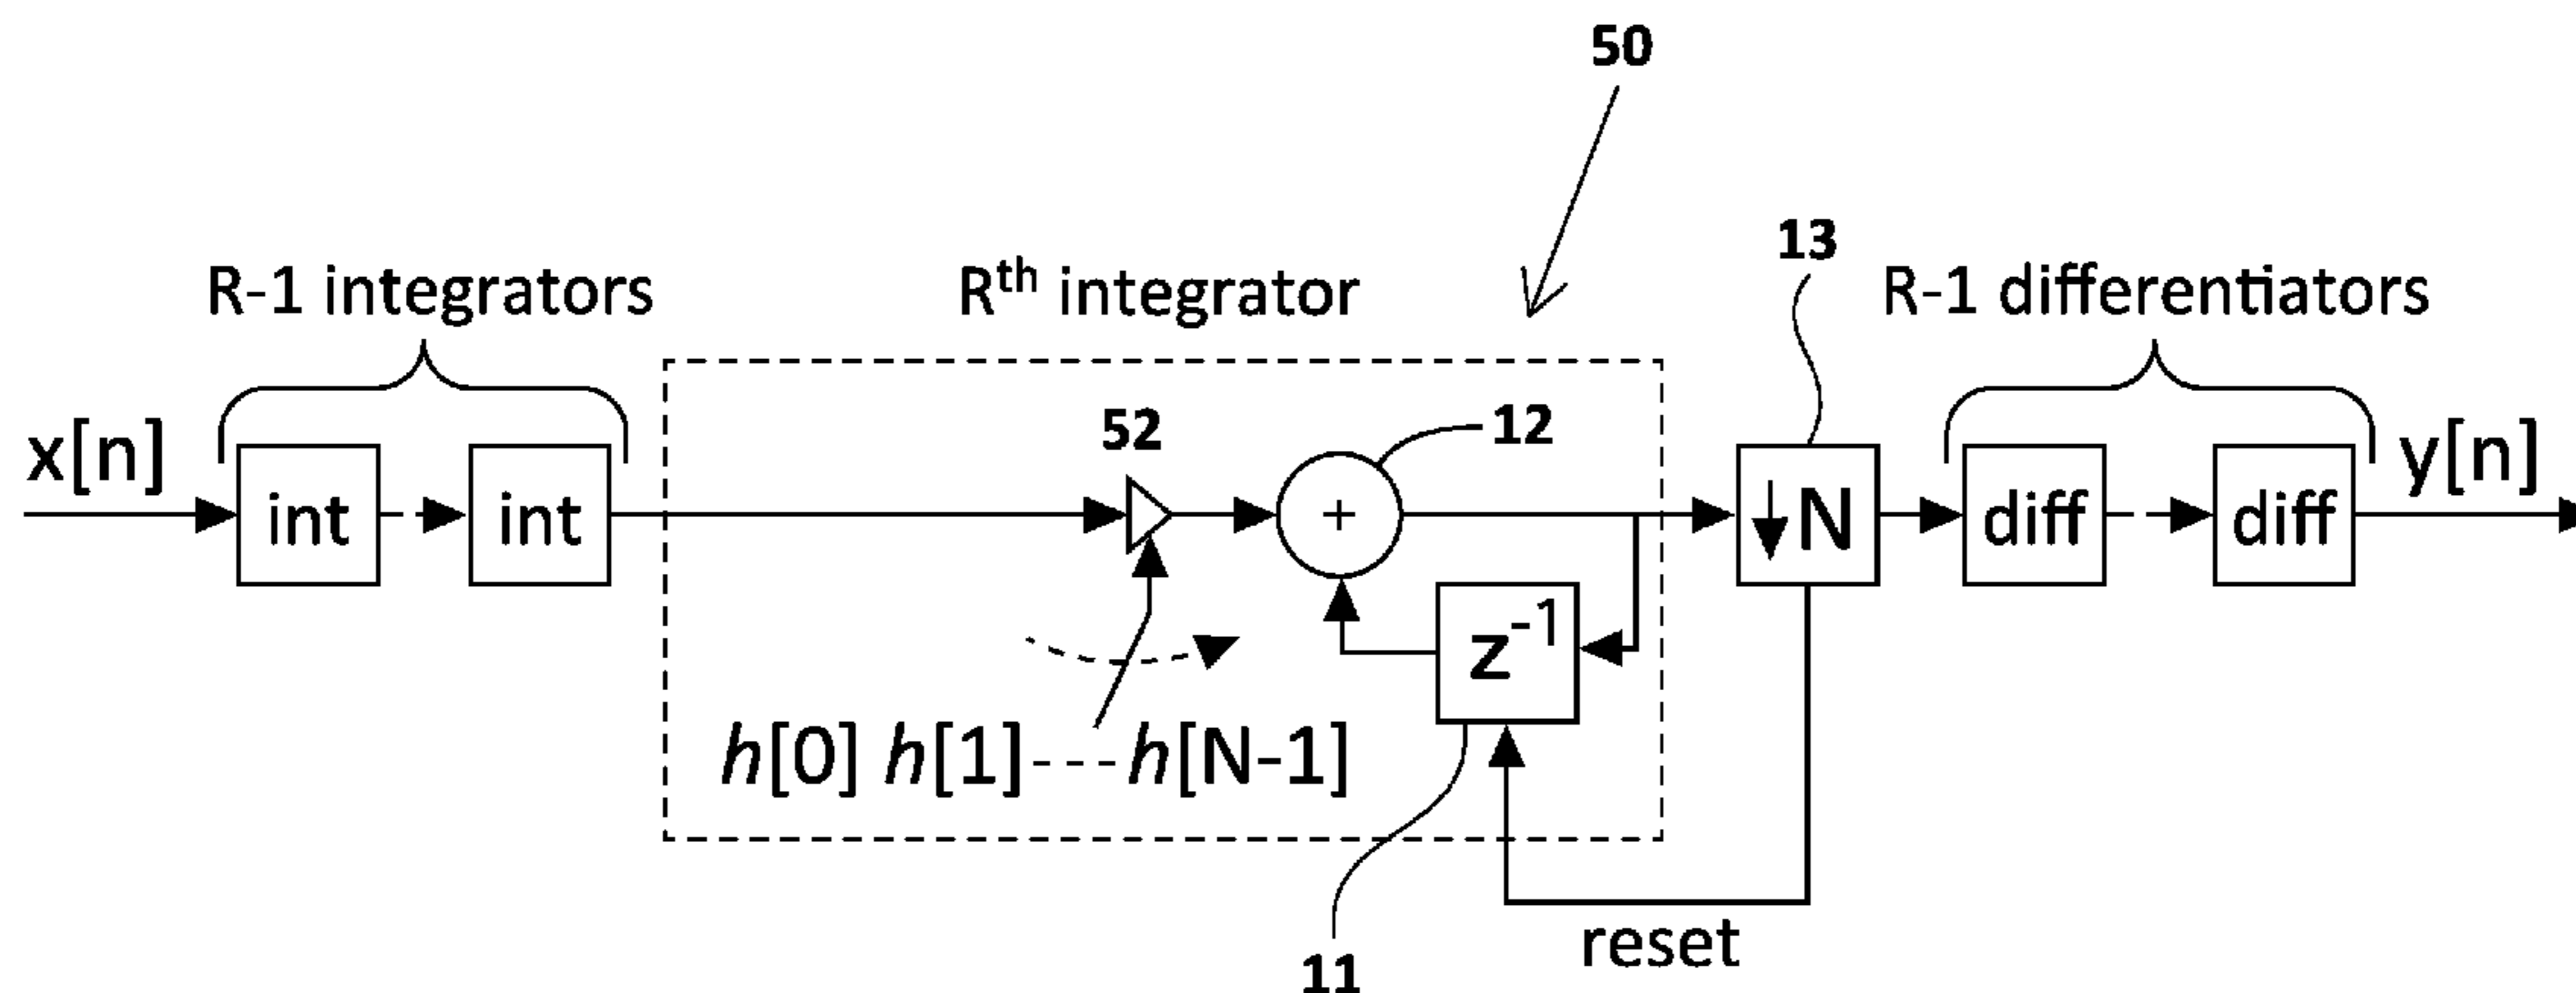 50
13
R-1 integrators
Rth integrator
R-1 differentiators
52
12
x[n]
int
int
+
↓N
diff
diff
y[n]
z-1
h[0] h[1]----h[N-1]
reset
11